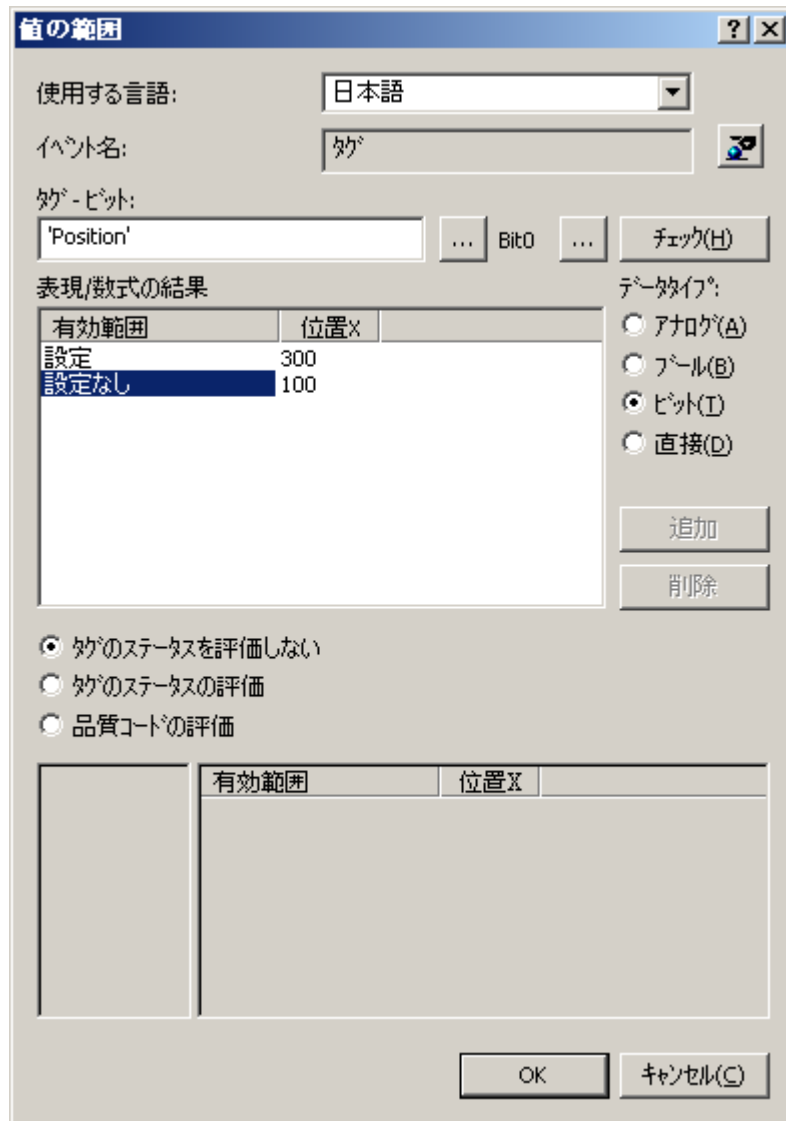 値の範囲
使用する言語:
日本語
ｲﾍﾞﾝﾄ名:
ﾀｸﾞ
ﾀｸﾞ - ﾋﾞｯﾄ:
'Position'
...
Bit0
...
ﾁｪｯｸ(H)
表現/数式の結果
ﾃﾞｰﾀﾀｲﾌﾟ:
有効範囲 位置X
設定 300
設定なし 100
ｱﾅﾛｸﾞ(A)
ﾌﾞｰﾙ(B)
ﾋﾞｯﾄ(T)
直接(D)
追加
削除
ﾀｸﾞのｽﾃｰﾀｽを評価しない
ﾀｸﾞのｽﾃｰﾀｽの評価
品質ｺｰﾄﾞの評価
有効範囲 位置X
OK
ｷｬﾝｾﾙ(C)